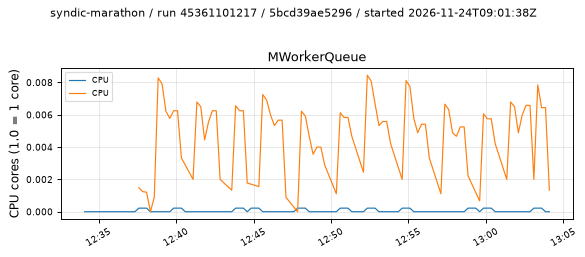 syndic-marathon / run 45361101217 / 5bcd39ae5296 / started 2026-11-24T09:01:38Z
MWorkerQueue
CPU
CPU
CPU cores (1.0 = 1 core)
0.008
0.006
0.004
0.002
0.000
12:35
12:40
12:45
12:50
12:55
13:00
13:05